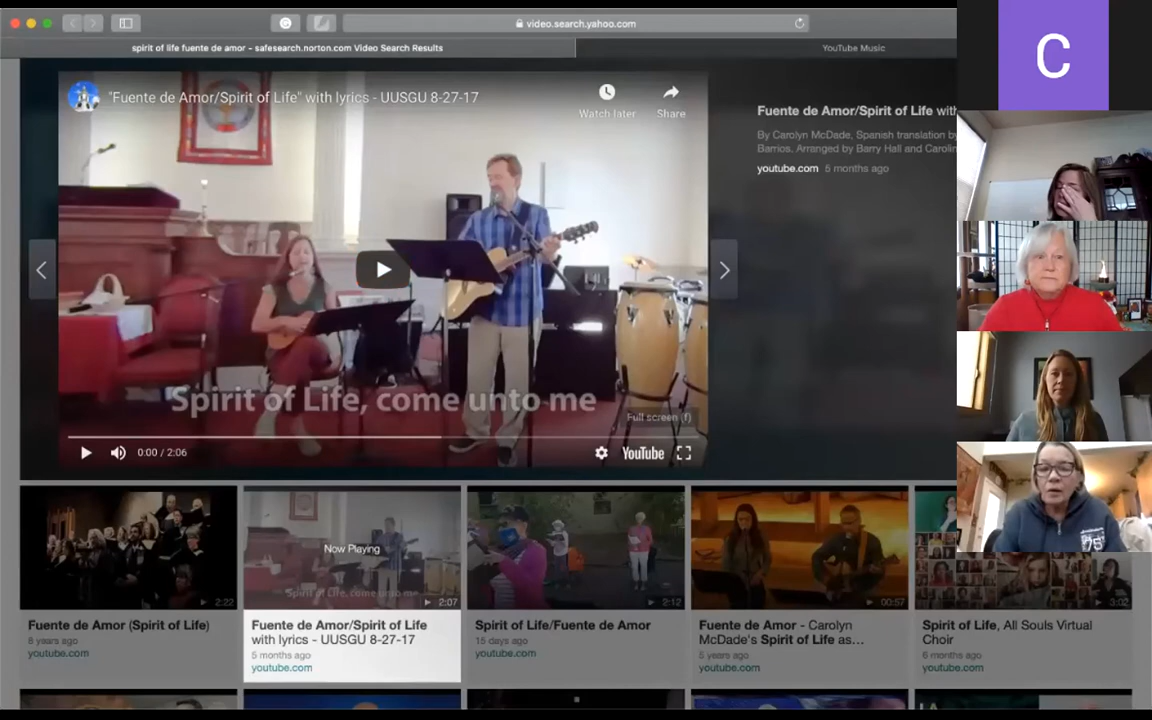 video.search.yahoo.com
spirit of life fuente de amor – safesearch.norton.com Video Search Results
YouTube Music
C
"Fuente de Amor/Spirit of Life" with lyrics - UUSGU 8-27-17
Watch later
Share
Fuente de Amor/Spirit of Life
By Carolyn McDade, Spanish translation by
Barrios. Arranged by Barry Hall and
youtube.com 5 months ago
Spirit of Life, come unto me
Full screen (f)
0:00 / 2:06
YouTube
Now Playing
Spirit of Life, come unto me
2:22
2:07
2:12
00:57
3:02
Fuente de Amor (Spirit of Life)
8 years ago
youtube.com
Fuente de Amor/Spirit of Life
with lyrics - UUSGU 8-27-17
5 months ago
youtube.com
Spirit of Life/Fuente de Amor
15 days ago
youtube.com
Fuente de Amor - Carolyn
McDade's Spirit of Life as...
5 years ago
youtube.com
Spirit of Life, All Souls Virtual
Choir
6 months ago
youtube.com
75